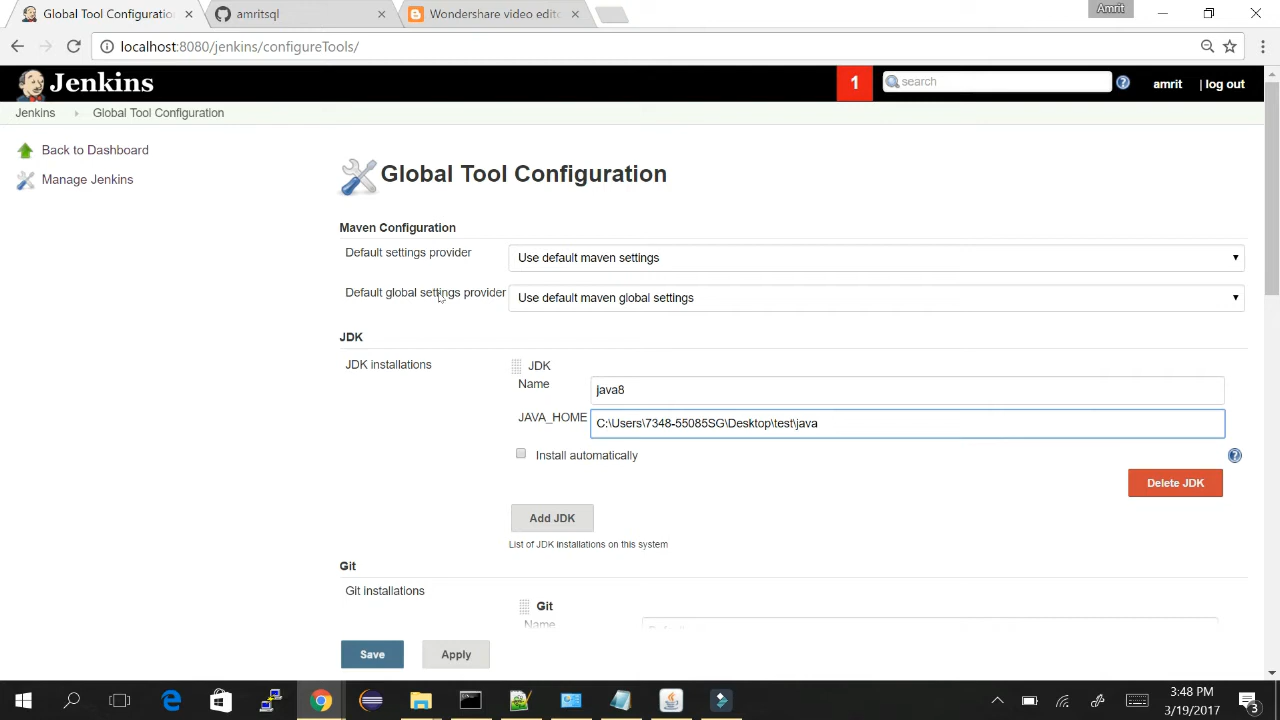 Global Tool Configuratio
amritsql
Wondershare video edito
Amrit
localhost:8080/jenkins/configureTools/
Jenkins
1
search
amrit
| log out
Jenkins
Global Tool Configuration
Back to Dashboard
Manage Jenkins
Global Tool Configuration
Maven Configuration
Default settings provider
Use default maven settings
Default global settings provider
Use default maven global settings
JDK
JDK installations
JDK
Name
java8
JAVA_HOME
C:\Users\7348-55085SG\Desktop\test\java
Install automatically
Delete JDK
Add JDK
List of JDK installations on this system
Git
Git installations
Git
Name
Save
Apply
3:48 PM
3/19/2017
3